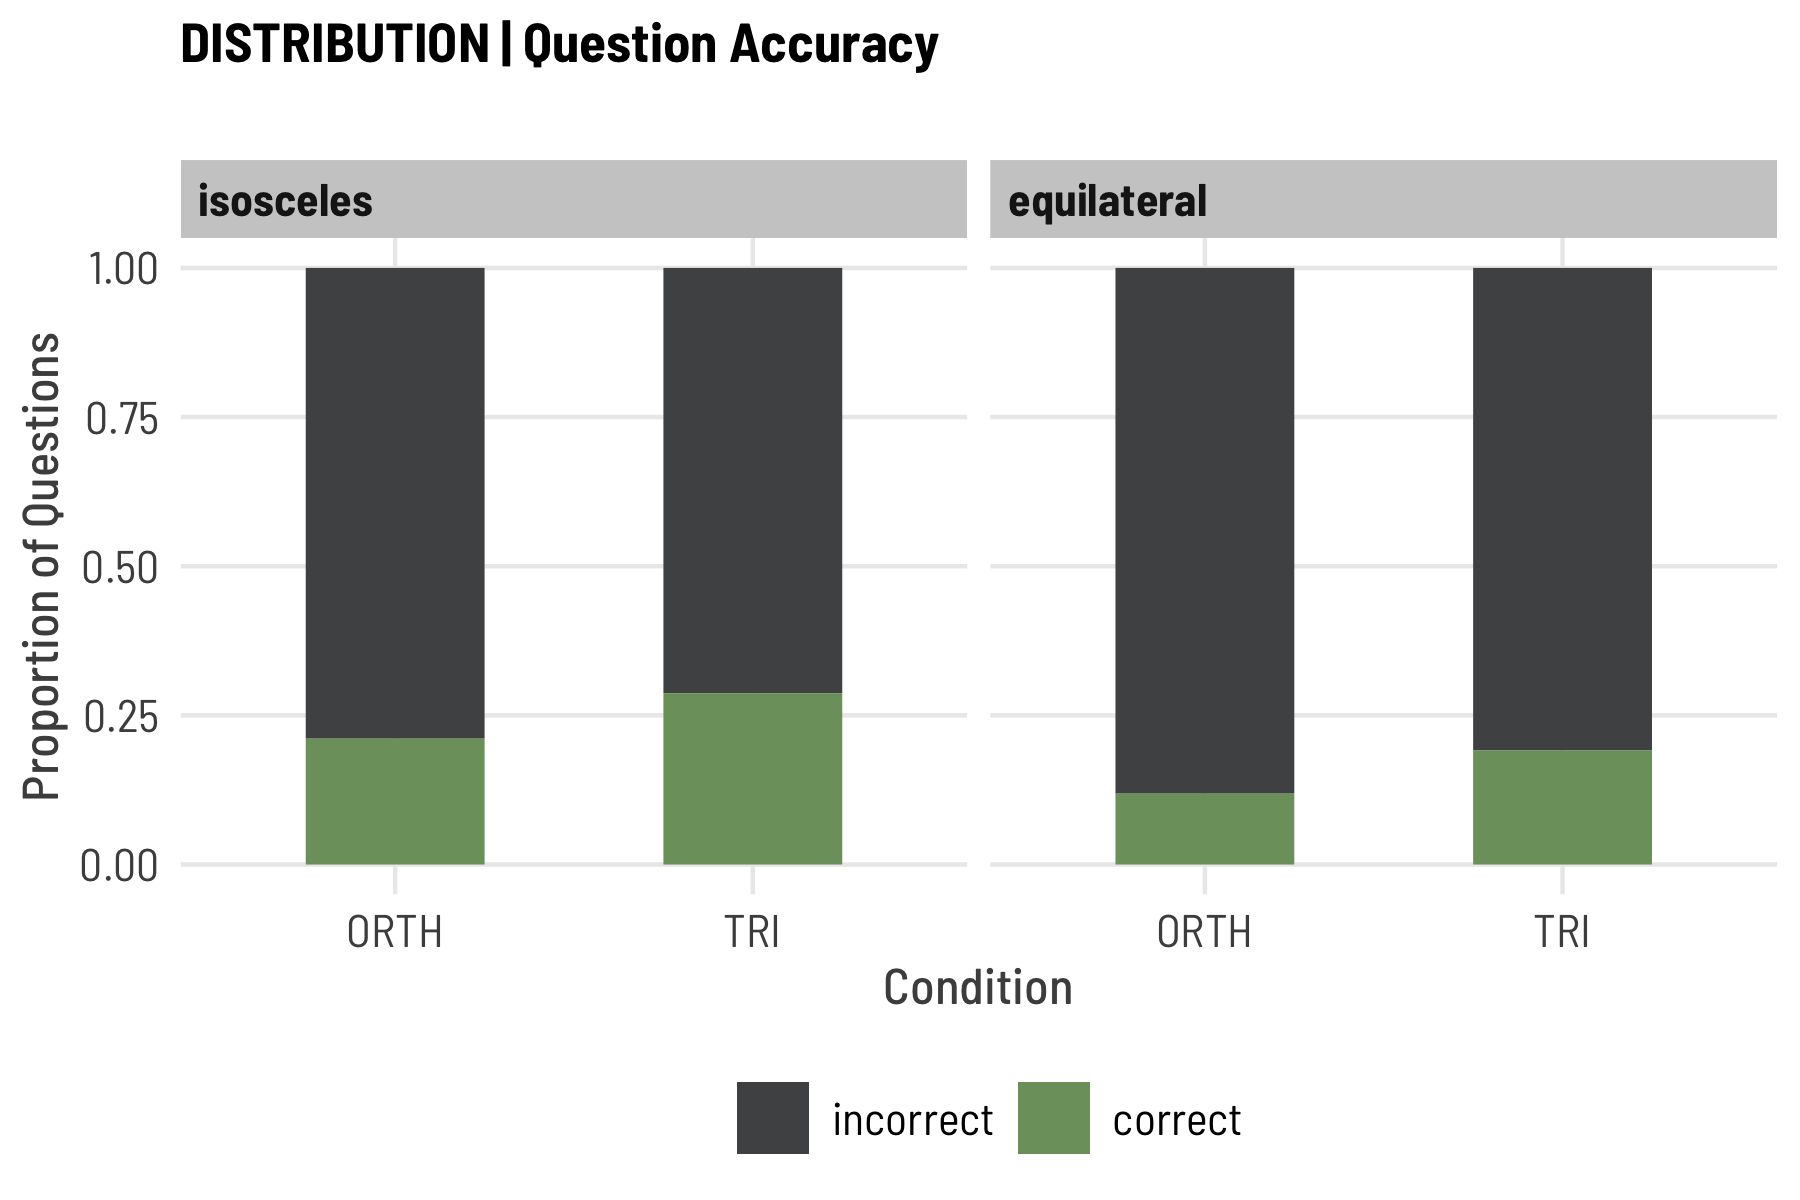 DISTRIBUTION | Question Accuracy
isosceles
equilateral
1.00
0.75
0.50
0.25
0.00
Proportion of Questions
ORTH
TRI
ORTH
TRI
Condition
incorrect
correct